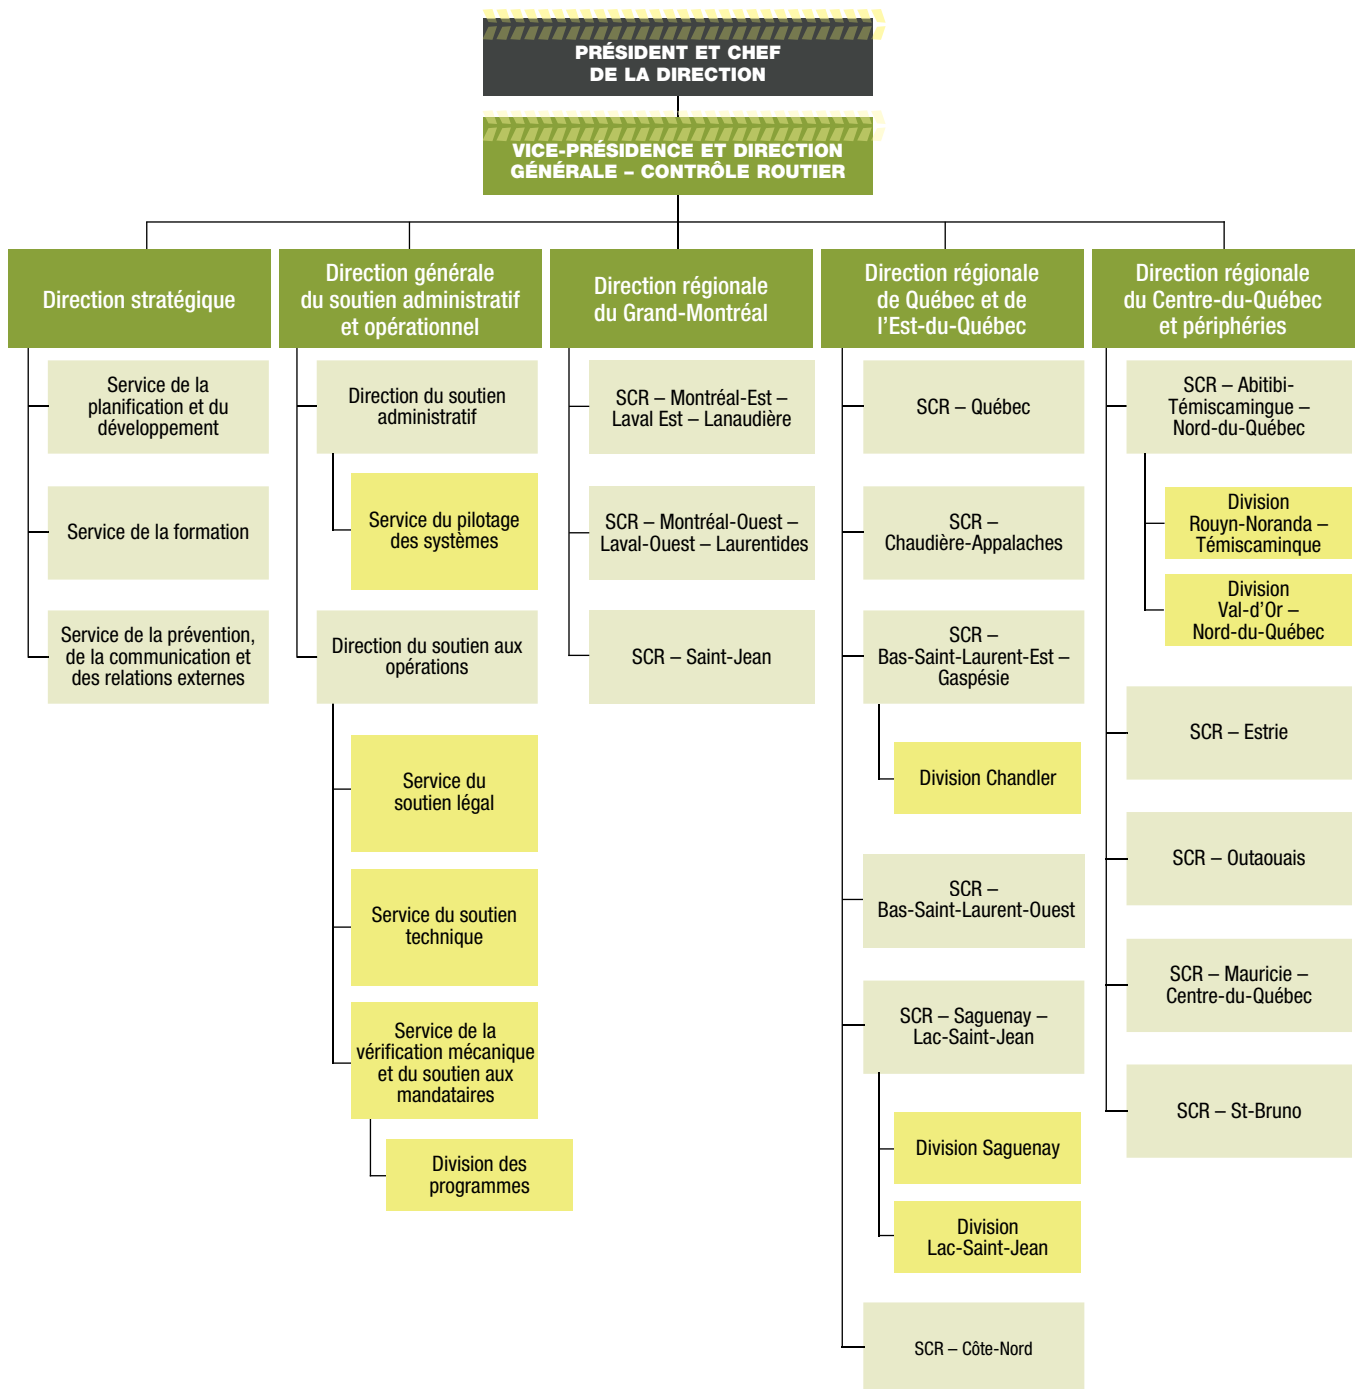 PRÉSIDENT ET CHEF
DE LA DIRECTION
VICE-PRÉSIDENCE ET DIRECTION
GÉNÉRALE – CONTRÔLE ROUTIER
Direction stratégique
Service de la
planification et du
développement
Service de la formation
Service de la prévention,
de la communication et
des relations externes
Direction générale
du soutien administratif
et opérationnel
Direction du soutien
administratif
Service du pilotage
des systèmes
Direction du soutien aux
opérations
Service du
soutien légal
Service du soutien
technique
Service de la
vérification mécanique
et du soutien aux
mandataires
Division des
programmes
Direction régionale
du Grand-Montréal
SCR – Montréal-Est –
Laval Est – Lanaudière
SCR – Montréal-Ouest –
Laval-Ouest – Laurentides
SCR – Saint-Jean
Direction régionale
de Québec et de
l’Est-du-Québec
SCR – Québec
SCR –
Chaudière-Appalaches
SCR –
Bas-Saint-Laurent-Est –
Gaspésie
Division Chandler
SCR –
Bas-Saint-Laurent-Ouest
SCR – Saguenay –
Lac-Saint-Jean
Division Saguenay
Division
Lac-Saint-Jean
SCR – Côte-Nord
Direction régionale
du Centre-du-Québec
et périphéries
SCR – Abitibi-
Témiscamingue –
Nord-du-Québec
Division
Rouyn-Noranda –
Témiscaminque
Division
Val-d’Or –
Nord-du-Québec
SCR – Estrie
SCR – Outaouais
SCR – Mauricie –
Centre-du-Québec
SCR – St-Bruno